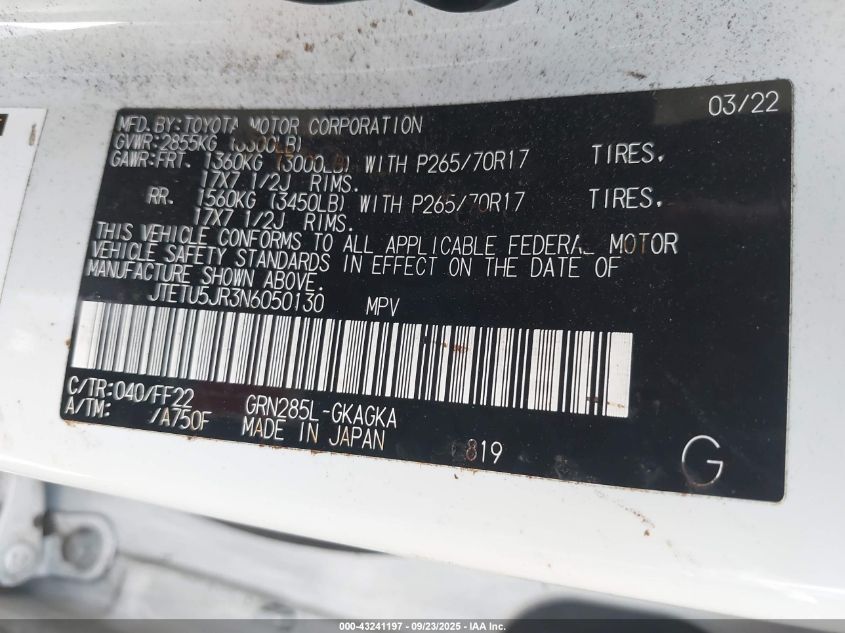 03/22
MFD.BY:TOYOTA MOTOR CORPORATION
GVWR:2855KG (6300LB)
GAWR:FRT. 1360KG (3000LB) WITH P265/70R17 TIRES.
17X7 1/2J RIMS.
RR. 1560KG (3450LB) WITH P265/70R17 TIRES.
17X7 1/2J RIMS.
THIS VEHICLE CONFORMS TO ALL APPLICABLE FEDERAL MOTOR
VEHICLE SAFETY STANDARDS IN EFFECT ON THE DATE OF
MANUFACTURE SHOWN ABOVE.
JTETU5JR3N6050130 MPV
C/TR:040/FF22 GRN285L-GKAGKA
A/TM: /A750F MADE IN JAPAN
819
G
000-43241197 - 09/23/2025 - IAA Inc.